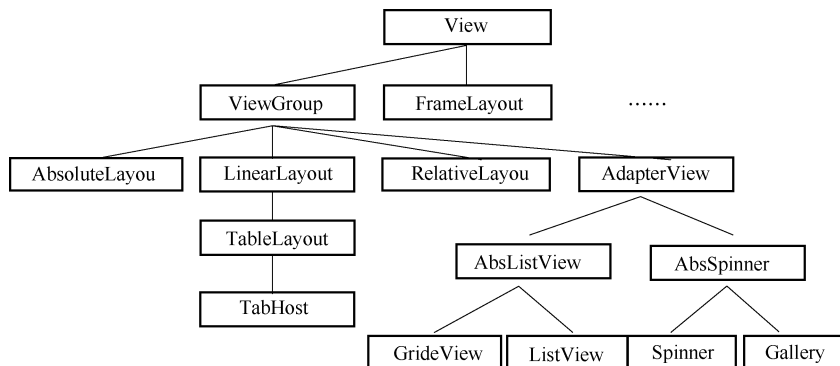 View
ViewGroup
FrameLayout
......
AbsoluteLayou
LinearLayout
RelativeLayou
AdapterView
TableLayout
AbsListView
AbsSpinner
TabHost
GrideView
ListView
Spinner
Gallery